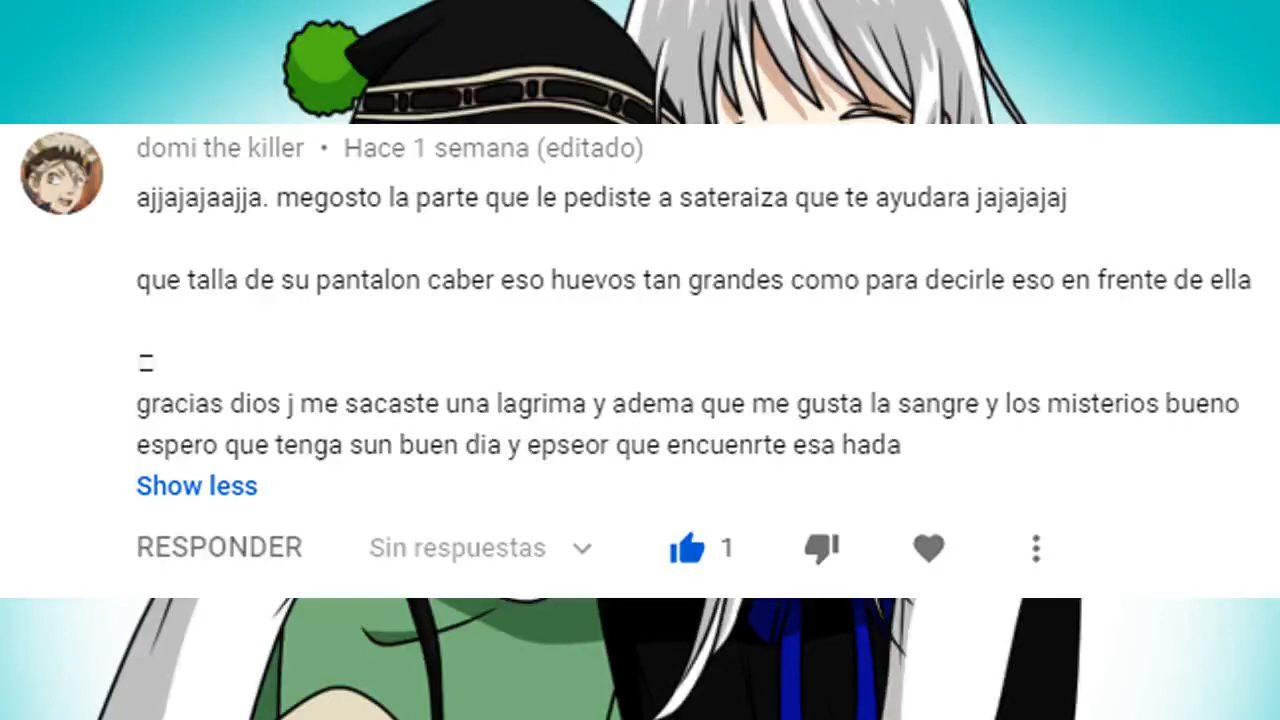 domi the killer • Hace 1 semana (editado)
ajjajajaajja. megosto la parte que le pediste a sateraiza que te ayudara jajajajaj
que talla de su pantalon caber eso huevos tan grandes como para decirle eso en frente de ella
gracias dios j me sacaste una lagrima y adema que me gusta la sangre y los misterios bueno
espero que tenga sun buen dia y epseor que encuenrte esa hada
Show less
RESPONDER Sin respuestas 1